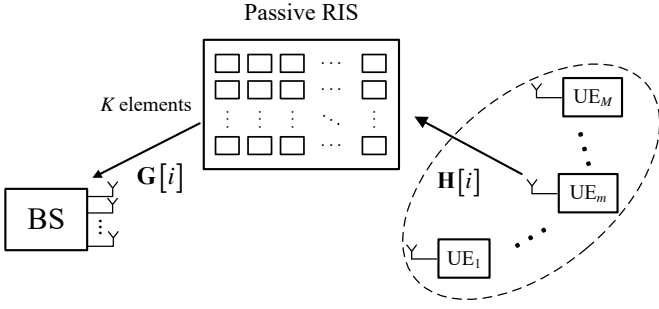 Passive RIS
K elements
G[i]
H[i]
BS
UE_M
UE_m
UE_1